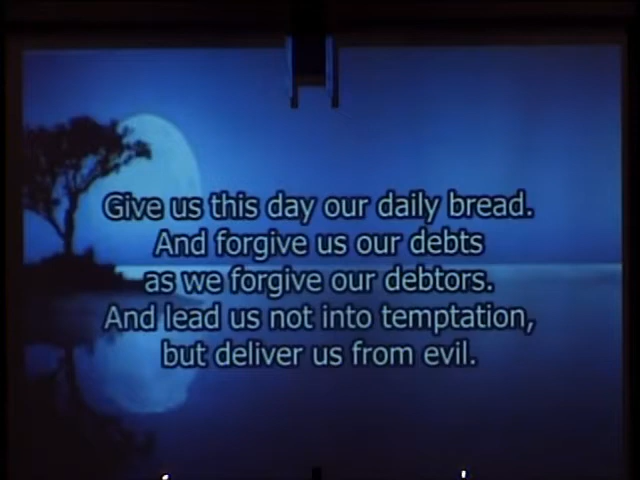 Give us this day our daily bread.
And forgive us our debts
as we forgive our debtors.
And lead us not into temptation,
but deliver us from evil.